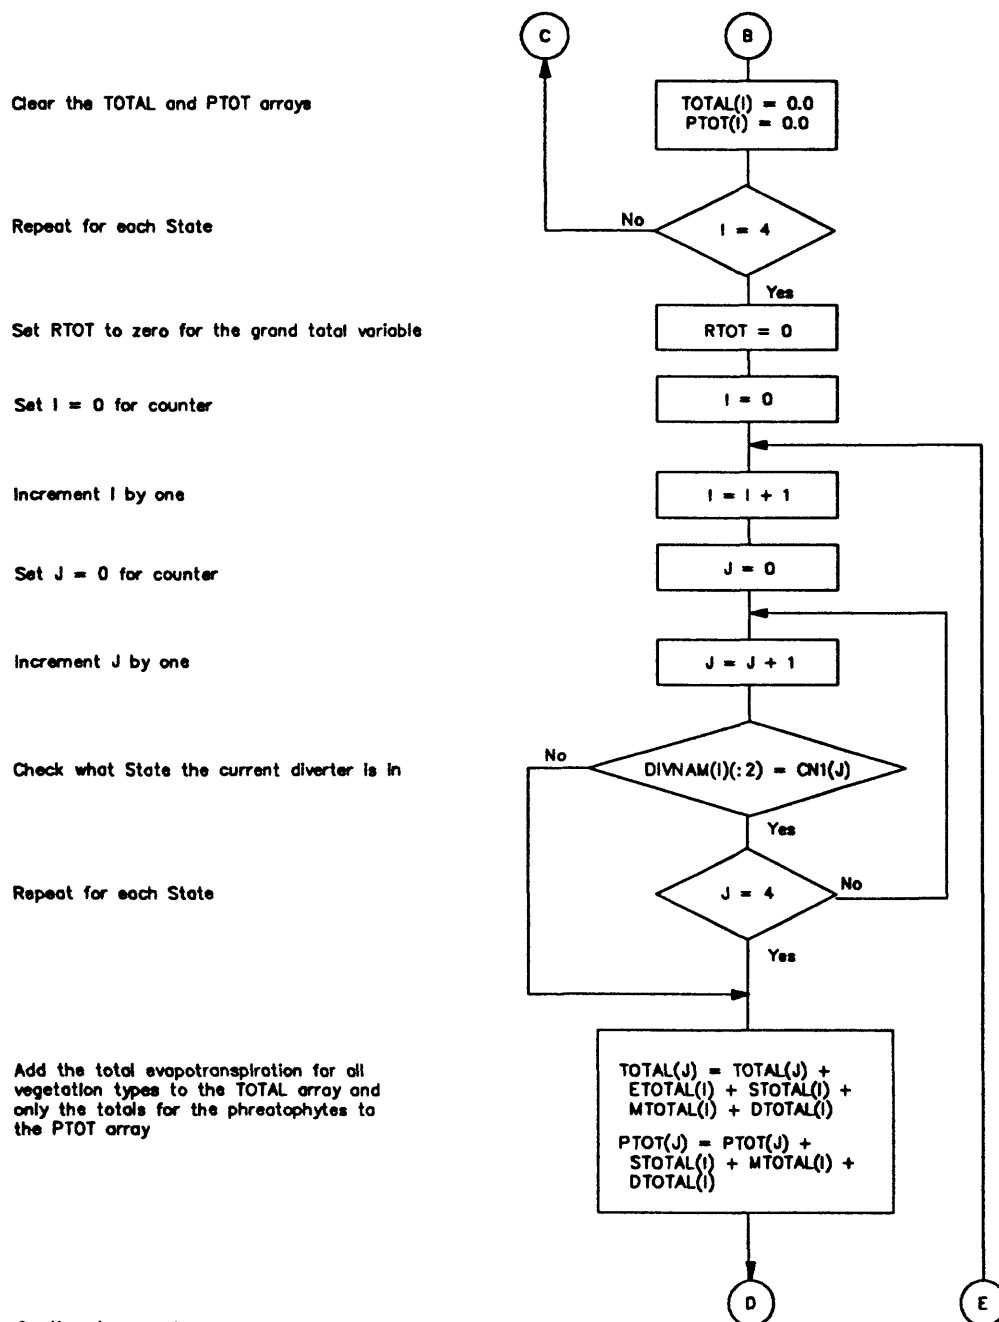 C
B
Clear the TOTAL and PTOT arrays
TOTAL(I) = 0.0
PTOT(I) = 0.0
Repeat for each State
No
I = 4
Yes
Set RTOT to zero for the grand total variable
RTOT = 0
Set I = 0 for counter
I = 0
Increment I by one
I = I + 1
Set J = 0 for counter
J = 0
Increment J by one
J = J + 1
Check what State the current diverter is in
No
DIVNAM(I)(:2) = CN1(J)
Yes
Repeat for each State
J = 4
No
Yes
Add the total evapotranspiration for all
vegetation types to the TOTAL array and
only the totals for the phreatophytes to
the PTOT array
TOTAL(J) = TOTAL(J) +
ETOTAL(I) + STOTAL(I) +
MTOTAL(I) + DTOTAL(I)
PTOT(J) = PTOT(J) +
STOTAL(I) + MTOTAL(I) +
DTOTAL(I)
D
E